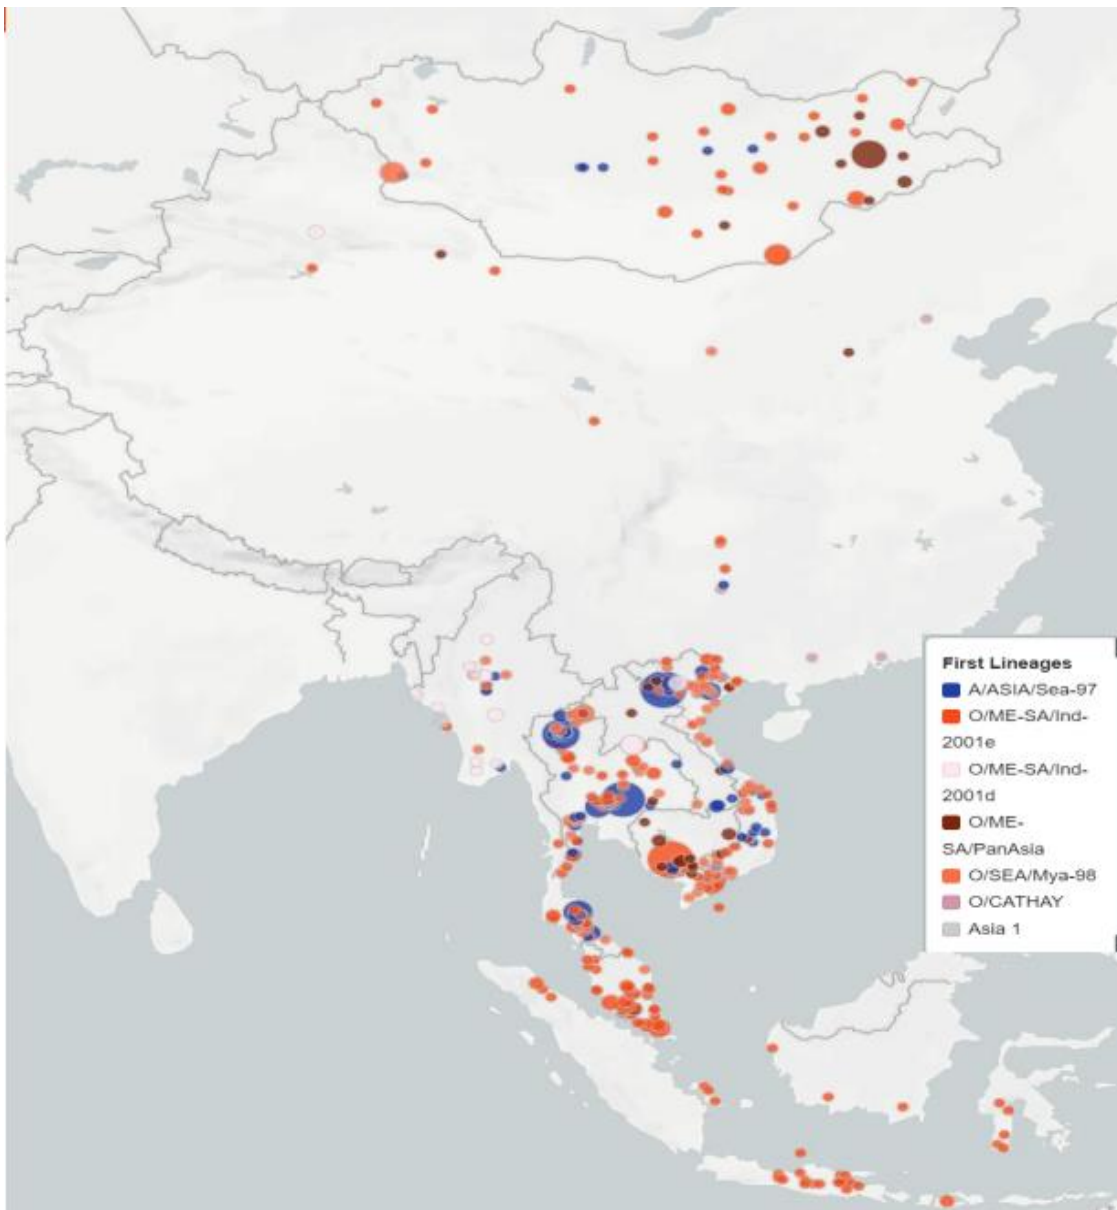 First Lineages
A/ASIA/Sea-97
O/ME-SA/Ind-
2001e
O/ME-SA/Ind-
2001d
O/ME-
SA/PanAsia
O/SEA/Mya-98
O/CATHAY
Asia 1